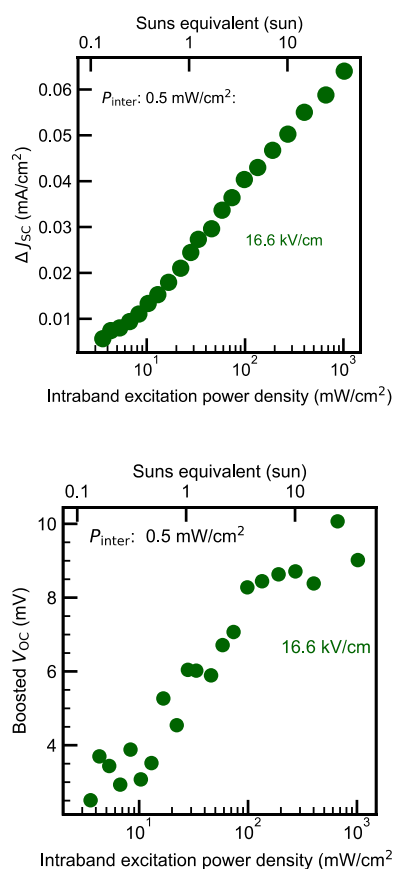 Suns equivalent (sun)
0.1 1 10
P_inter: 0.5 mW/cm²:
0.06
0.05
0.04
0.03
0.02
0.01
Δ J_SC (mA/cm²)
16.6 kV/cm
10¹ 10² 10³
Intraband excitation power density (mW/cm²)
Suns equivalent (sun)
0.1 1 10
P_inter: 0.5 mW/cm²
10
8
6
4
Boosted V_OC (mV)
16.6 kV/cm
10¹ 10² 10³
Intraband excitation power density (mW/cm²)